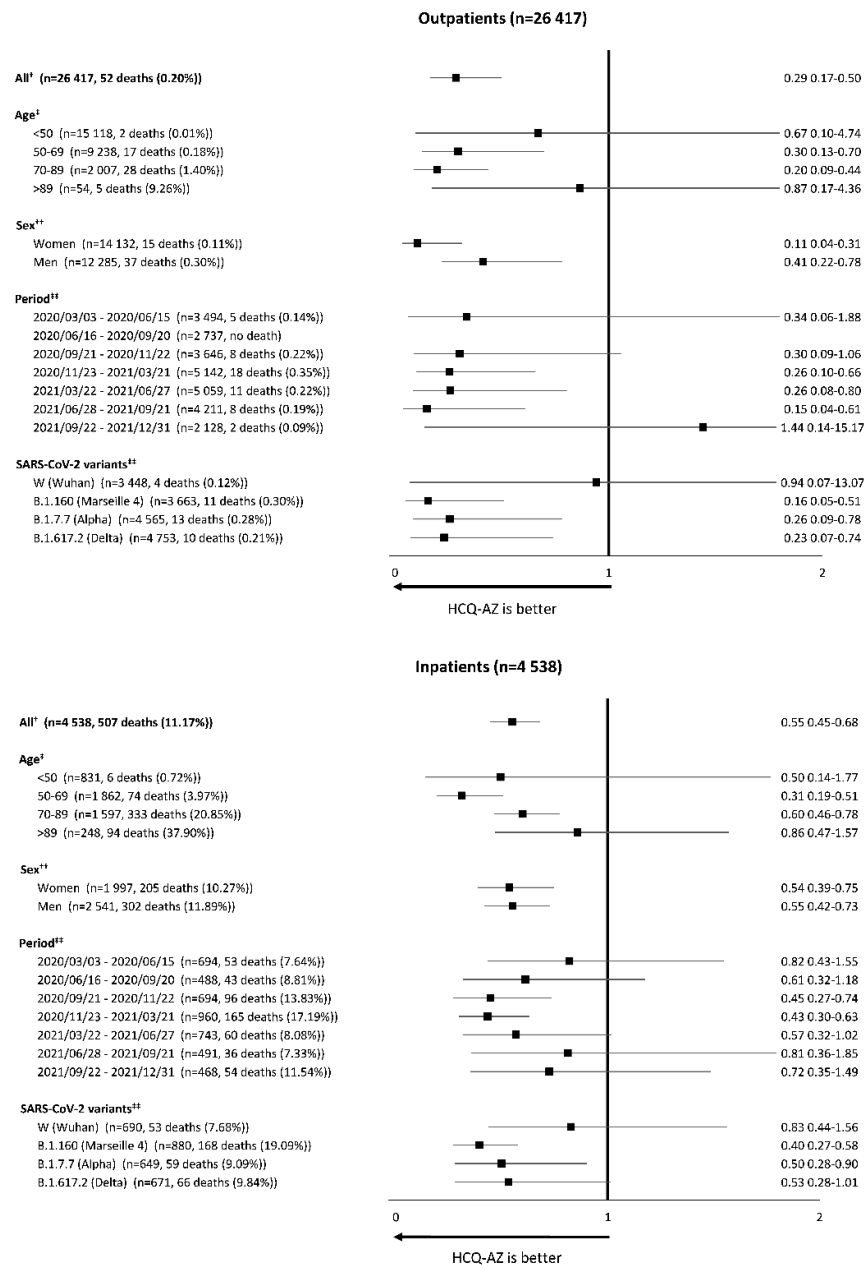 Outpatients (n=26 417)
All† (n=26 417, 52 deaths (0.20%)) 0.29 0.17-0.50
Age‡
<50 (n=15 118, 2 deaths (0.01%)) 0.67 0.10-4.74
50-69 (n=9 238, 17 deaths (0.18%)) 0.30 0.13-0.70
70-89 (n=2 007, 28 deaths (1.40%) 0.20 0.09-0.44
>89 (n=54, 5 deaths (9.26%) 0.87 0.17-4.36
Sex††
Women (n=14 132, 15 deaths (0.11%)) 0.11 0.04-0.31
Men (n=12 285, 37 deaths (0.30%)) 0.41 0.22-0.78
Period‡‡
2020/03/03 - 2020/06/15 (n=3 494, 5 deaths (0.14%)) 0.34 0.06-1.88
2020/06/16 - 2020/09/20 (n=2 737, no death)
2020/09/21 - 2020/11/22 (n=3 646, 8 deaths (0.22%)) 0.30 0.09-1.06
2020/11/23 - 2021/03/21 (n=5 142, 18 deaths (0.35%)) 0.26 0.10-0.66
2021/03/22 - 2021/06/27 (n=5 059, 11 deaths (0.22%)) 0.26 0.08-0.80
2021/06/28 - 2021/09/21 (n=4 211, 8 deaths (0.19%)) 0.15 0.04-0.61
2021/09/22 - 2021/12/31 (n=2 128, 2 deaths (0.09%)) 1.44 0.14-15.17
SARS-CoV-2 variants‡‡
W (Wuhan) (n=3 448, 4 deaths (0.12%)) 0.94 0.07-13.07
B.1.160 (Marseille 4) (n=3 663, 11 deaths (0.30%)) 0.16 0.05-0.51
B.1.7.7 (Alpha) (n=4 565, 13 deaths (0.28%)) 0.26 0.09-0.78
B.1.617.2 (Delta) (n=4 753, 10 deaths (0.21%)) 0.23 0.07-0.74
0 1 2
HCQ-AZ is better
Inpatients (n=4 538)
All† (n=4 538, 507 deaths (11.17%)) 0.55 0.45-0.68
Age‡
<50 (n=831, 6 deaths (0.72%)) 0.50 0.14-1.77
50-69 (n=1 862, 74 deaths (3.97%)) 0.31 0.19-0.51
70-89 (n=1 597, 333 deaths (20.85%)) 0.60 0.46-0.78
>89 (n=248, 94 deaths (37.90%)) 0.86 0.47-1.57
Sex††
Women (n=1 997, 205 deaths (10.27%)) 0.54 0.39-0.75
Men (n=2 541, 302 deaths (11.89%)) 0.55 0.42-0.73
Period‡‡
2020/03/03 - 2020/06/15 (n=694, 53 deaths (7.64%)) 0.82 0.43-1.55
2020/06/16 - 2020/09/20 (n=488, 43 deaths (8.81%)) 0.61 0.32-1.18
2020/09/21 - 2020/11/22 (n=694, 96 deaths (13.83%)) 0.45 0.27-0.74
2020/11/23 - 2021/03/21 (n=960, 165 deaths (17.19%)) 0.43 0.30-0.63
2021/03/22 - 2021/06/27 (n=743, 60 deaths (8.08%)) 0.57 0.32-1.02
2021/06/28 - 2021/09/21 (n=491, 36 deaths (7.33%)) 0.81 0.36-1.85
2021/09/22 - 2021/12/31 (n=468, 54 deaths (11.54%)) 0.72 0.35-1.49
SARS-CoV-2 variants‡‡
W (Wuhan) (n=690, 53 deaths (7.68%)) 0.83 0.44-1.56
B.1.160 (Marseille 4) (n=880, 168 deaths (19.09%)) 0.40 0.27-0.58
B.1.7.7 (Alpha) (n=649, 59 deaths (9.09%)) 0.50 0.28-0.90
B.1.617.2 (Delta) (n=671, 66 deaths (9.84%)) 0.53 0.28-1.01
0 1 2
HCQ-AZ is better